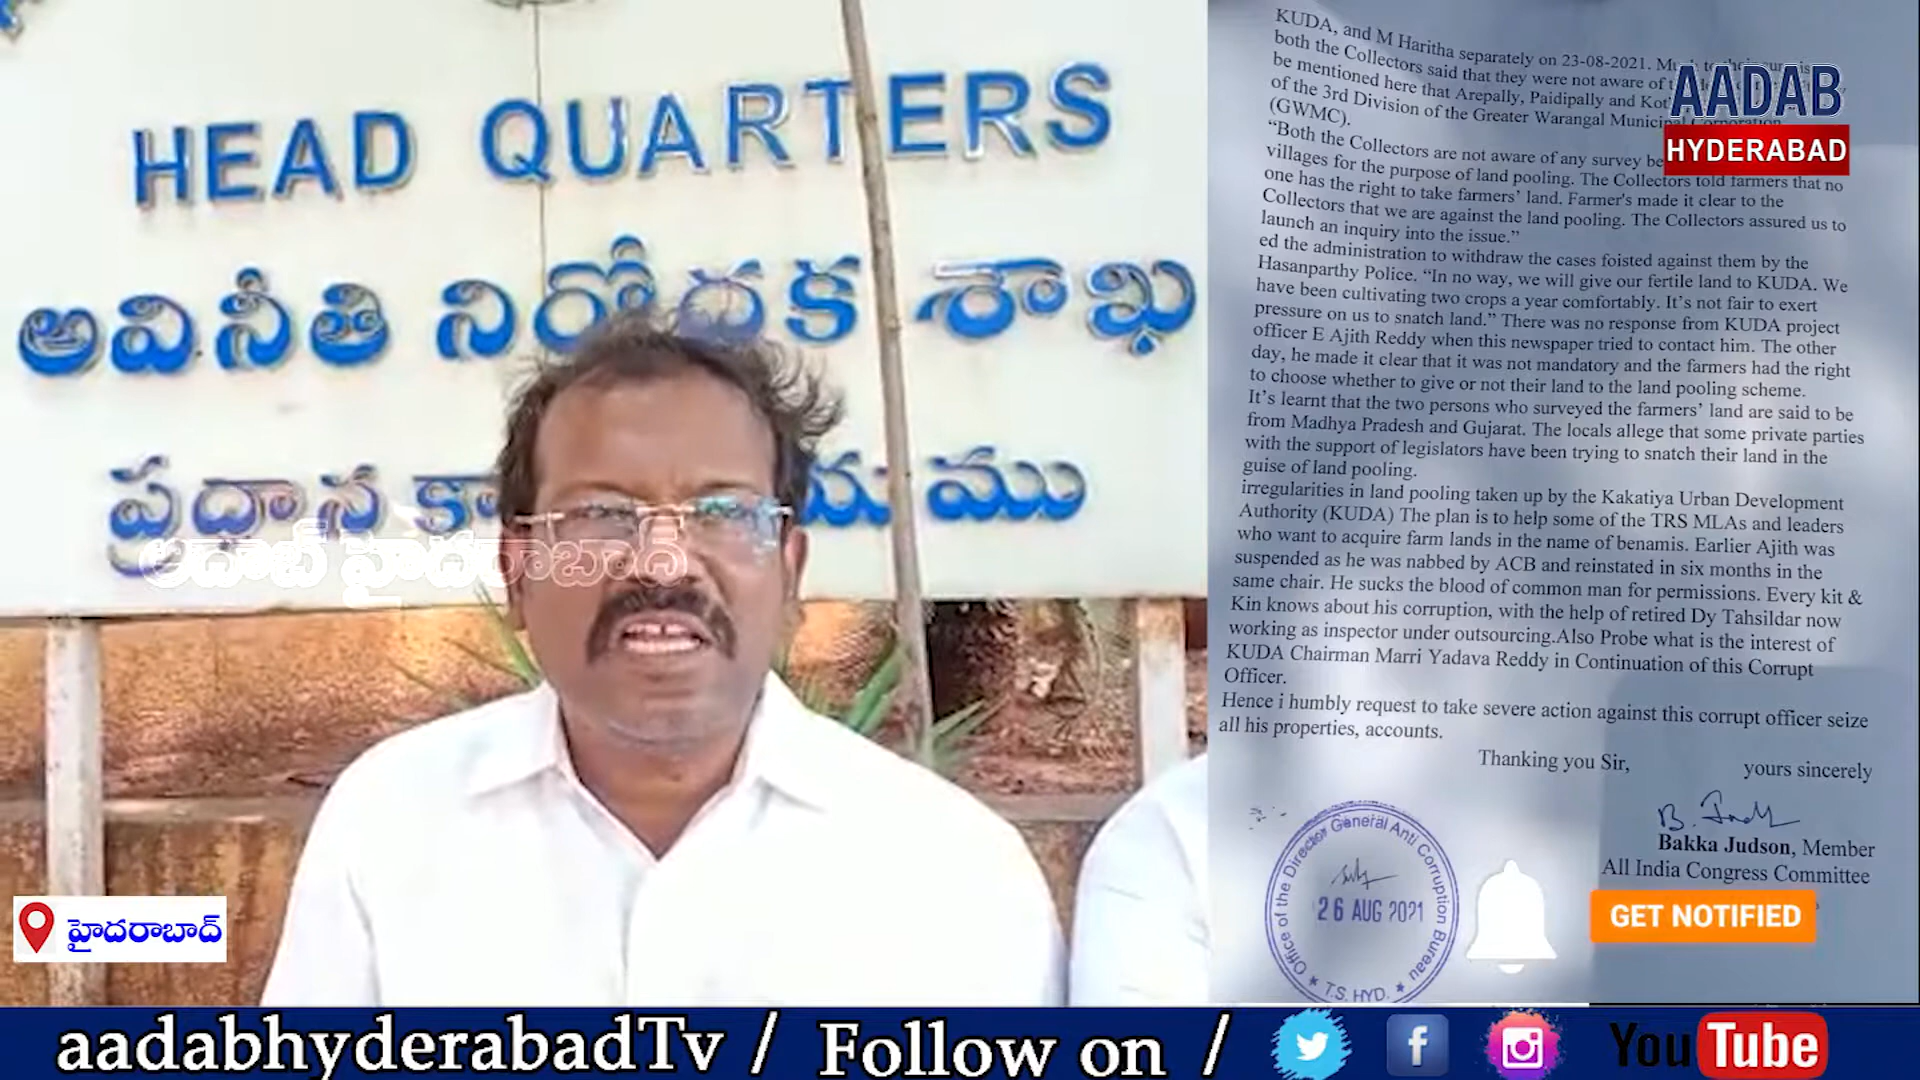 HEAD QUARTERS
అవినీతి నిరోధక శాఖ
ప్రధాన కా యము
అదాబ్ హైదరాబాద్
హైదరాబాద్
KUDA, and M Haritha separately on 23-08-2021.
both the Collectors said that they were not aware of
be mentioned here that Arepally, Paidipally and
of the 3rd Division of the Greater Warangal Municipal Corporation
(GWMC).
“Both the Collectors are not aware of any survey
villages for the purpose of land pooling. The Collectors told farmers that no
one has the right to take farmers’ land. Farmer's made it clear to the
Collectors that we are against the land pooling. The Collectors assured us to
launch an inquiry into the issue.”
ed the administration to withdraw the cases foisted against them by the
Hasanparthy Police. “In no way, we will give our fertile land to KUDA. We
have been cultivating two crops a year comfortably. It’s not fair to exert
pressure on us to snatch land.” There was no response from KUDA project
officer E Ajith Reddy when this newspaper tried to contact him. The other
day, he made it clear that it was not mandatory and the farmers had the right
to choose whether to give or not their land to the land pooling scheme.
It’s learnt that the two persons who surveyed the farmers’ land are said to be
from Madhya Pradesh and Gujarat. The locals allege that some private parties
with the support of legislators have been trying to snatch their land in the
guise of land pooling.
irregularities in land pooling taken up by the Kakatiya Urban Development
Authority (KUDA) The plan is to help some of the TRS MLAs and leaders
who want to acquire farm lands in the name of benamis. Earlier Ajith was
suspended as he was nabbed by ACB and reinstated in six months in the
same chair. He sucks the blood of common man for permissions. Every kit &
Kin knows about his corruption, with the help of retired Dy Tahsildar now
working as inspector under outsourcing.Also Probe what is the interest of
KUDA Chairman Marri Yadava Reddy in Continuation of this Corrupt
Officer.
Hence i humbly request to take severe action against this corrupt officer seize
all his properties, accounts.
Thanking you Sir, yours sincerely
Bakka Judson, Member
All India Congress Committee
Office of the Director General Anti Corruption Bureau
26 AUG 2021
★ T.S. HYD. ★
AADAB
HYDERABAD
GET NOTIFIED
aadabhyderabadTv / Follow on /
YouTube